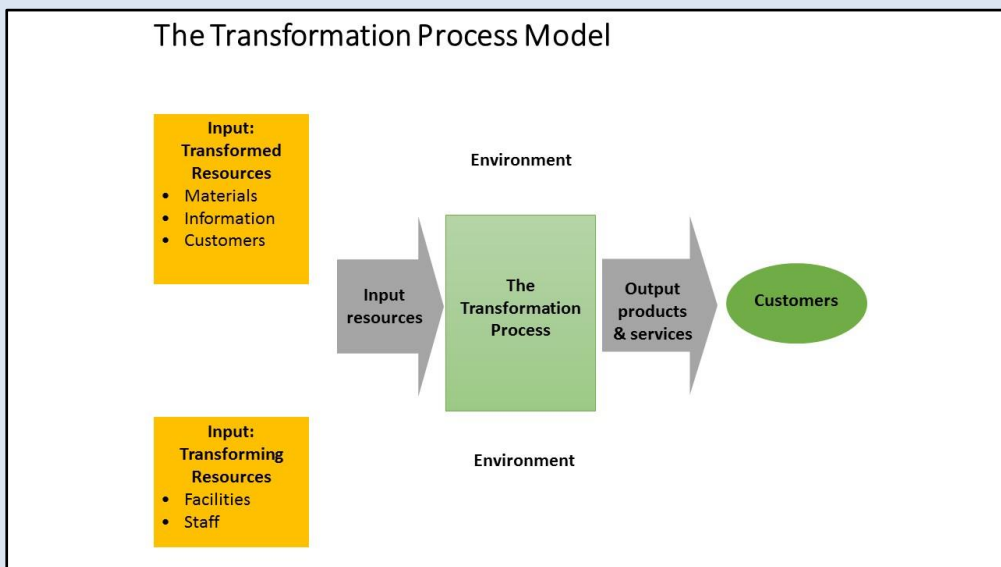 The Transformation Process Model
Input:
Transformed
Resources
• Materials
• Information
• Customers
Environment
Input
resources
The
Transformation
Process
Output
products
& services
Customers
Input:
Transforming
Resources
• Facilities
• Staff
Environment